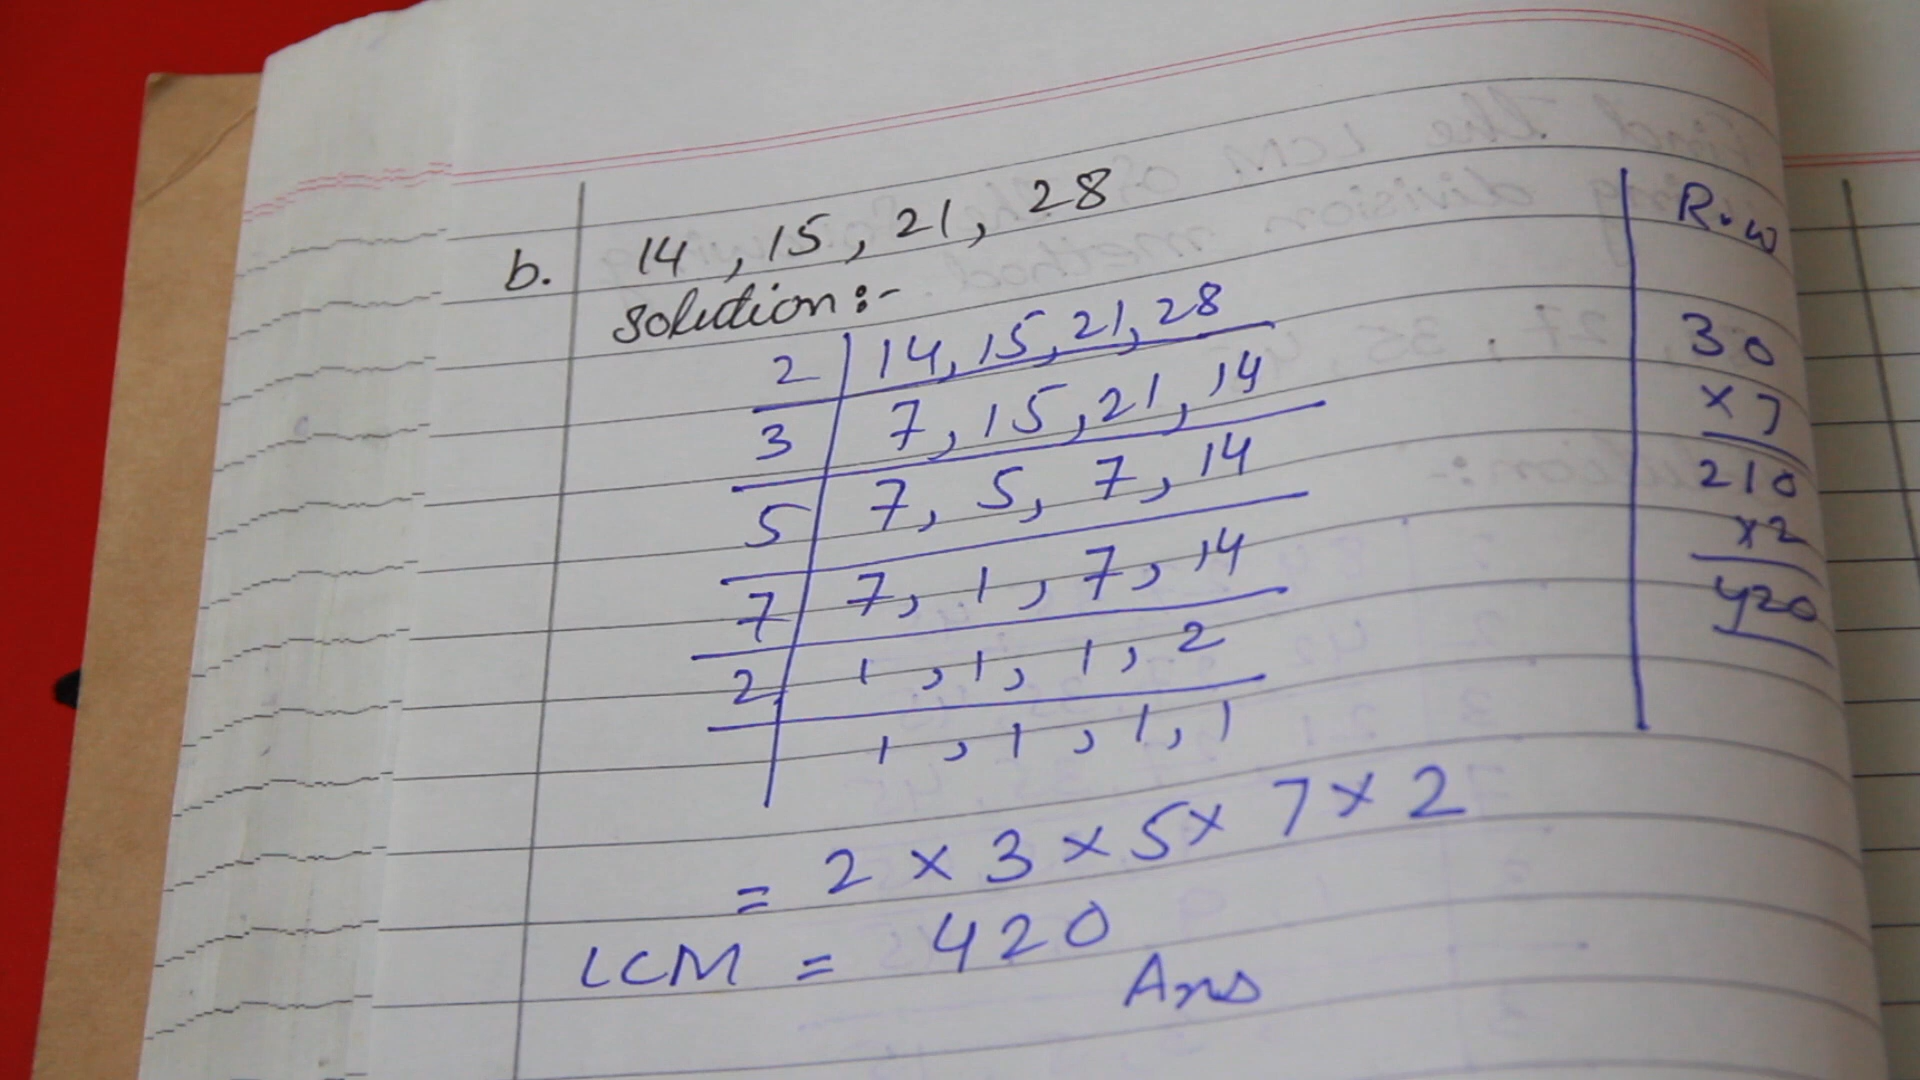 b. 14, 15, 21, 28
Solution:-
2 | 14, 15, 21, 28
3 | 7, 15, 21, 14
5 | 7, 5, 7, 14
7 | 7, 1, 7, 14
2 | 1, 1, 1, 2
1, 1, 1, 1
= 2 × 3 × 5 × 7 × 2
LCM = 420
Ans
R.w
30
×7
210
×2
420